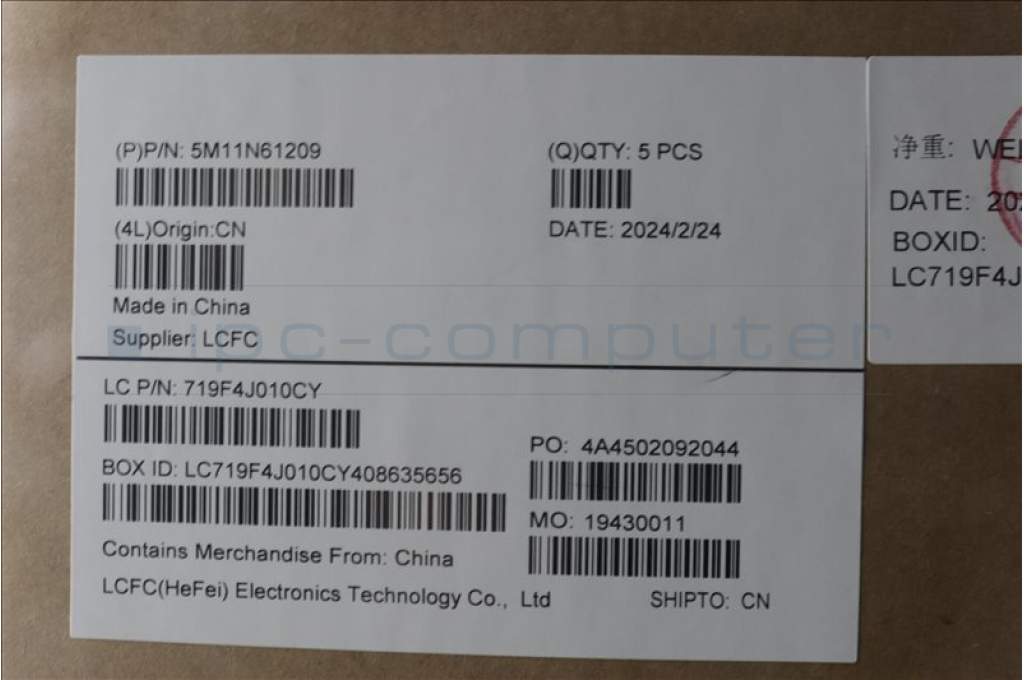 (P)P/N: 5M11N61209
(Q)QTY: 5 PCS
(4L)Origin:CN
DATE: 2024/2/24
Made in China
Supplier: LCFC
ipc-computer
LC P/N: 719F4J010CY
PO: 4A4502092044
BOX ID: LC719F4J010CY408635656
MO: 19430011
Contains Merchandise From: China
LCFC(HeFei) Electronics Technology Co., Ltd
SHIPTO: CN
净重:
DATE:
BOXID:
LC719F4J